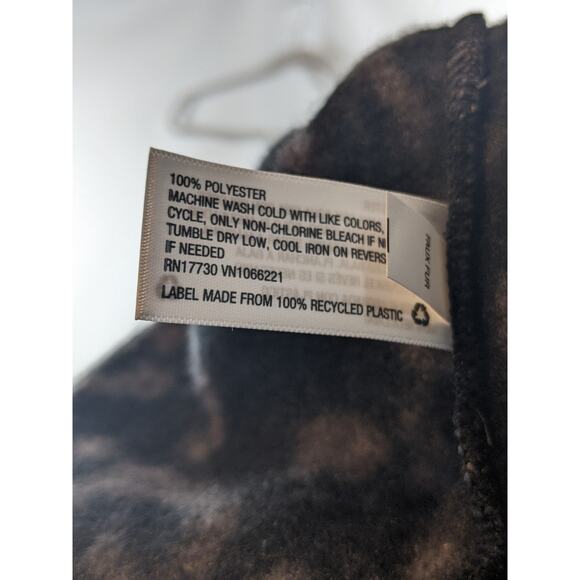 100% POLYESTER
MACHINE WASH COLD WITH LIKE COLORS,
CYCLE, ONLY NON-CHLORINE BLEACH IF N
TUMBLE DRY LOW, COOL IRON ON REVERS
IF NEEDED
RN17730 VN1066221
LABEL MADE FROM 100% RECYCLED PLASTIC
FAUX FUR